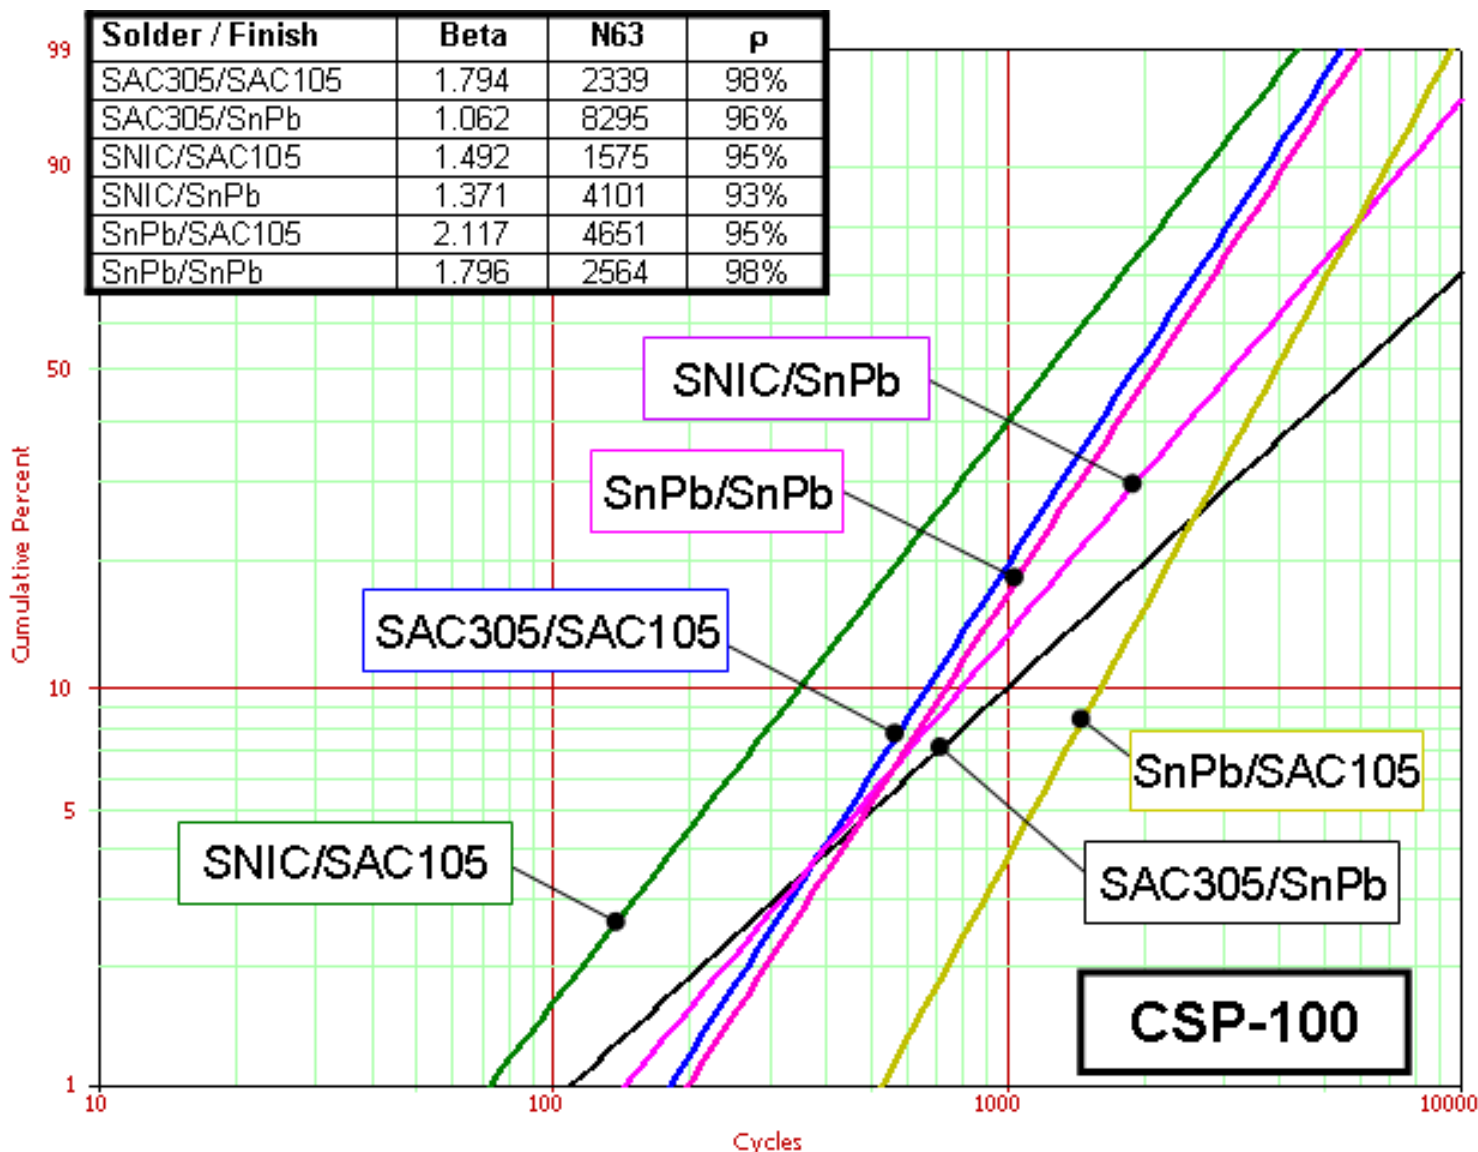 Solder / Finish Beta N63 ρ
SAC305/SAC105 1.794 2339 98%
SAC305/SnPb 1.062 8295 96%
SNIC/SAC105 1.492 1575 95%
SNIC/SnPb 1.371 4101 93%
SnPb/SAC105 2.117 4651 95%
SnPb/SnPb 1.796 2564 98%
99
90
50
10
5
1
Cumulative Percent
SNIC/SnPb
SnPb/SnPb
SAC305/SAC105
SnPb/SAC105
SNIC/SAC105
SAC305/SnPb
CSP-100
10 100 1000 10000
Cycles